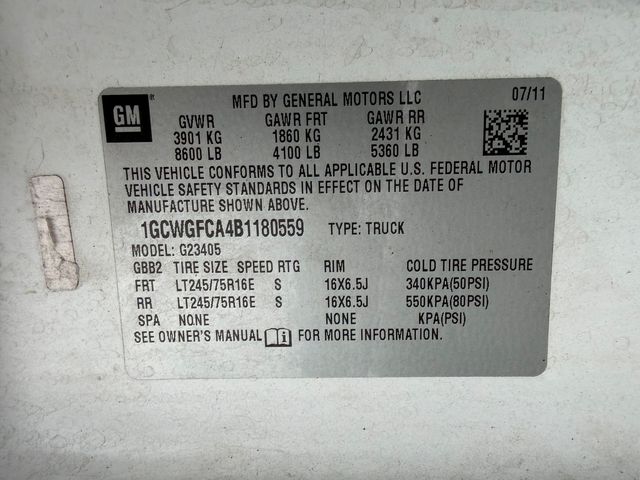 GM
MFD BY GENERAL MOTORS LLC 07/11
GVWR GAWR FRT GAWR RR
3901 KG 1860 KG 2431 KG
8600 LB 4100 LB 5360 LB
THIS VEHICLE CONFORMS TO ALL APPLICABLE U.S. FEDERAL MOTOR
VEHICLE SAFETY STANDARDS IN EFFECT ON THE DATE OF
MANUFACTURE SHOWN ABOVE.
1GCWGFCA4B1180559 TYPE: TRUCK
MODEL: G23405
GBB2 TIRE SIZE SPEED RTG RIM COLD TIRE PRESSURE
FRT LT245/75R16E S 16X6.5J 340KPA(50PSI)
RR LT245/75R16E S 16X6.5J 550KPA(80PSI)
SPA NONE NONE KPA(PSI)
SEE OWNER'S MANUAL FOR MORE INFORMATION.